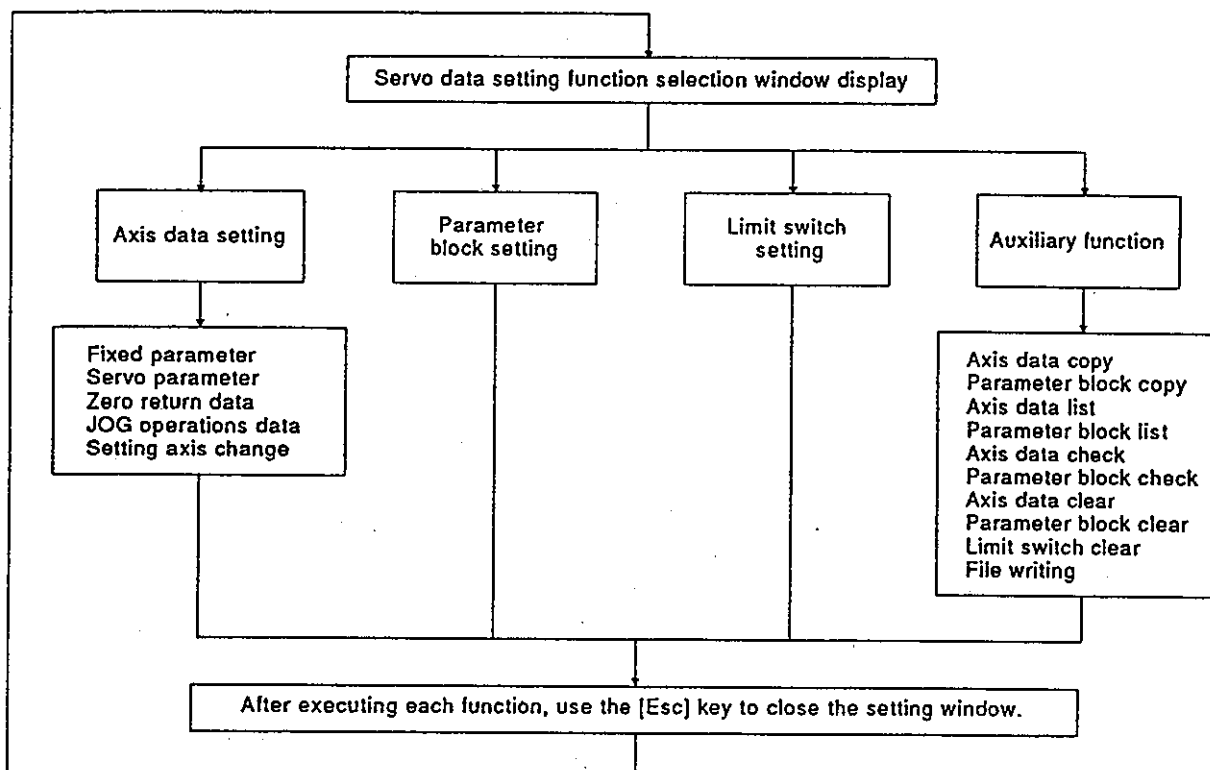 Servo data setting function selection window display
Axis data setting
Parameter
block setting
Limit switch
setting
Auxiliary function
Fixed parameter
Servo parameter
Zero return data
JOG operations data
Setting axis change
Axis data copy
Parameter block copy
Axis data list
Parameter block list
Axis data check
Parameter block check
Axis data clear
Parameter block clear
Limit switch clear
File writing
After executing each function, use the [Esc] key to close the setting window.